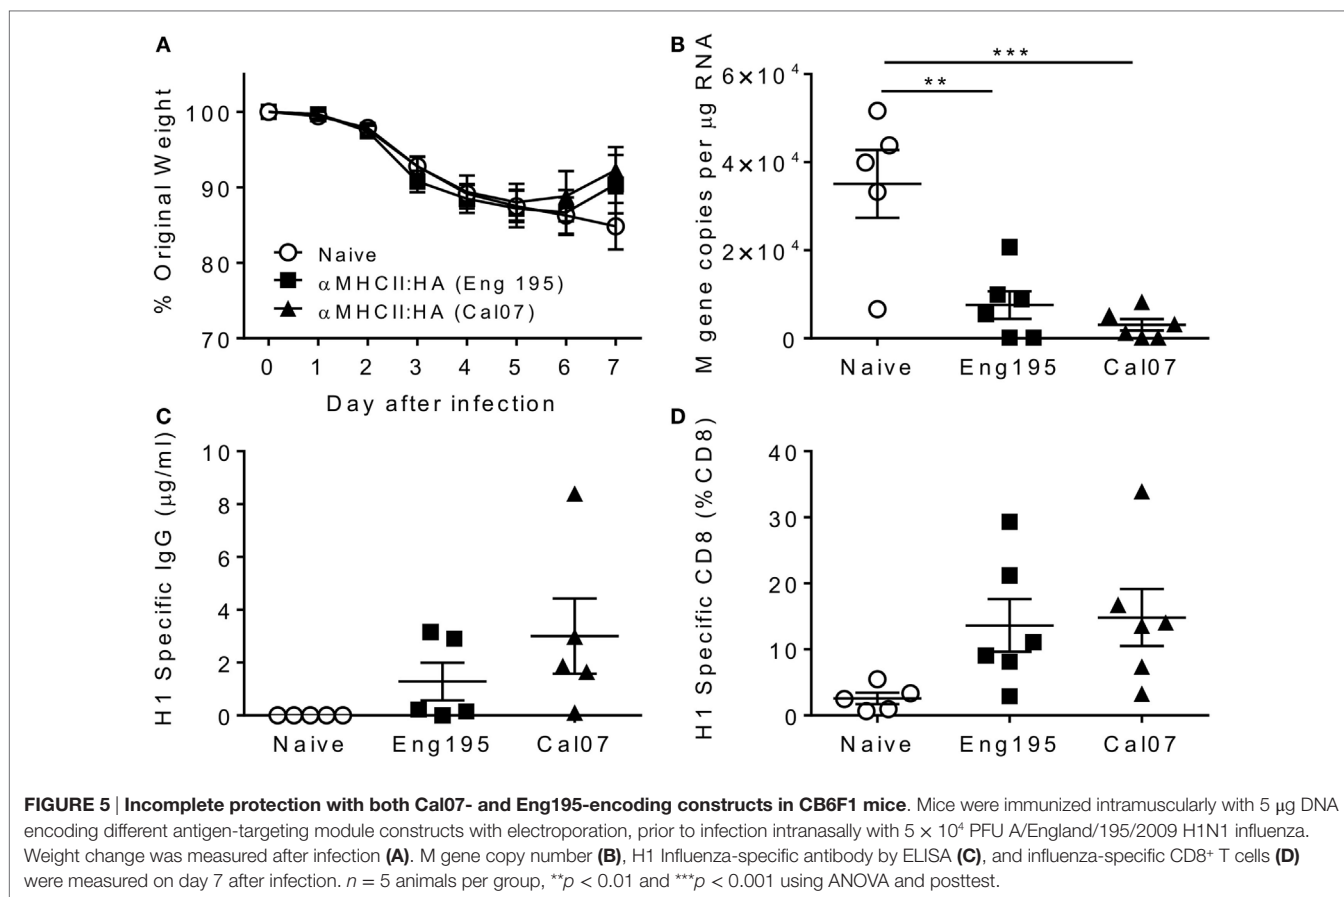 A
% Original Weight
100
90
80
70
Naive
αMHCII:HA (Eng 195)
αMHCII:HA (Cal07)
0 1 2 3 4 5 6 7
Day after infection
B
M gene copies per μg RNA
***
**
6×10⁴
4×10⁴
2×10⁴
0
Naive Eng195 Cal07
C
H1 Specific IgG (μg/ml)
10
8
6
4
2
0
Naive Eng195 Cal07
D
H1 Specific CD8 (%CD8)
40
30
20
10
0
Naive Eng195 Cal07
FIGURE 5 | Incomplete protection with both Cal07- and Eng195-encoding constructs in CB6F1 mice. Mice were immunized intramuscularly with 5 μg DNA
encoding different antigen-targeting module constructs with electroporation, prior to infection intranasally with 5 × 10⁴ PFU A/England/195/2009 H1N1 influenza.
Weight change was measured after infection (A). M gene copy number (B), H1 Influenza-specific antibody by ELISA (C), and influenza-specific CD8⁺ T cells (D)
were measured on day 7 after infection. n = 5 animals per group, **p < 0.01 and ***p < 0.001 using ANOVA and posttest.